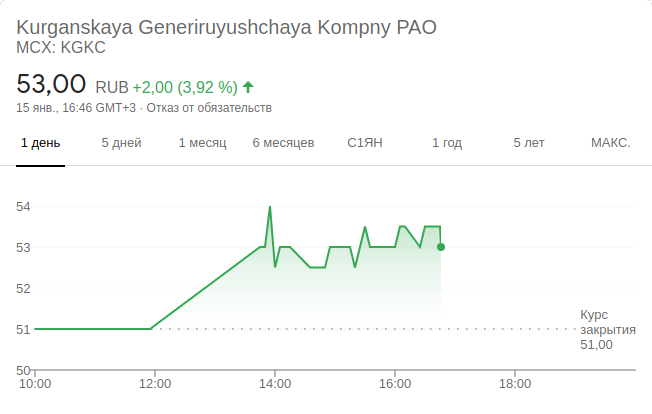 Kurganskaya Generiruyushchaya Kompny PAO
MCX: KGKC
53,00 RUB +2,00 (3,92 %)
15 янв., 16:46 GMT+3 · Отказ от обязательств
1 день 5 дней 1 месяц 6 месяцев С1ЯН 1 год 5 лет МАКС.
54
53
52
51
50
Курс
закрытия
51,00
10:00 12:00 14:00 16:00 18:00